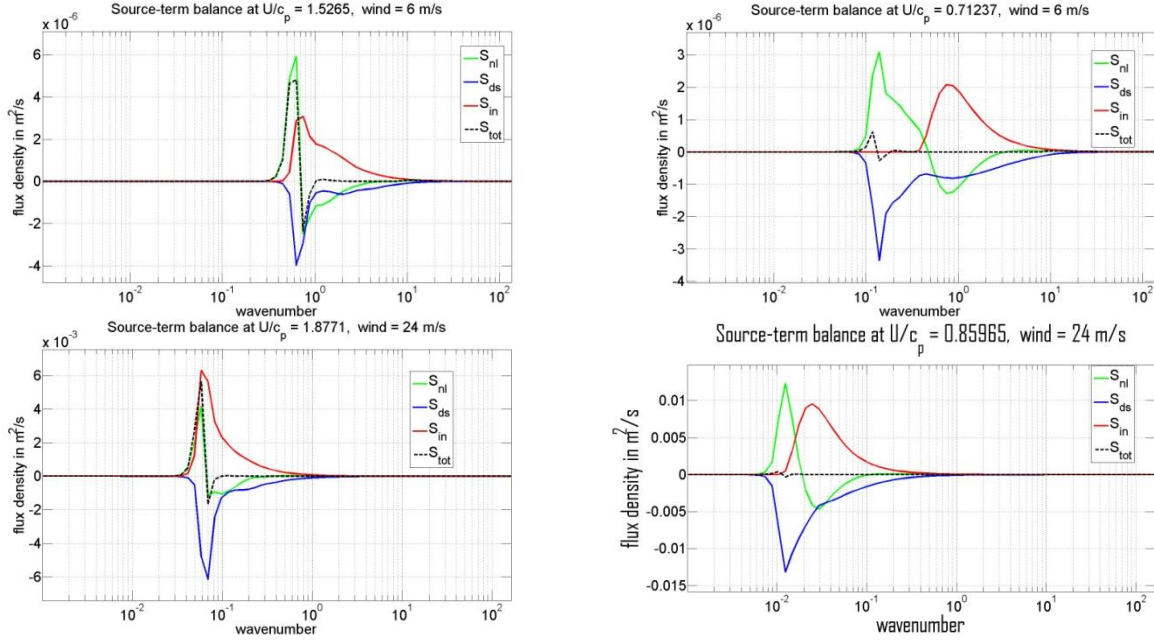 Source-term balance at U/c_p = 1.5265, wind = 6 m/s
x 10^-6
6
4
2
0
-2
-4
flux density in m^2/s
S_nl
S_ds
S_in
S_tot
10^-2 10^-1 10^0 10^1 10^2
wavenumber
Source-term balance at U/c_p = 0.71237, wind = 6 m/s
x 10^-6
3
2
1
0
-1
-2
-3
-4
flux density in m^2/s
S_nl
S_ds
S_in
S_tot
10^-2 10^-1 10^0 10^1 10^2
wavenumber
Source-term balance at U/c_p = 1.8771, wind = 24 m/s
x 10^-3
6
4
2
0
-2
-4
-6
flux density in m^2/s
S_nl
S_ds
S_in
S_tot
10^-2 10^-1 10^0 10^1 10^2
wavenumber
Source-term balance at U/c_p = 0.85965, wind = 24 m/s
0.01
0.005
0
-0.005
-0.01
-0.015
flux density in m^2/s
S_nl
S_ds
S_in
S_tot
10^-2 10^-1 10^0 10^1 10^2
wavenumber